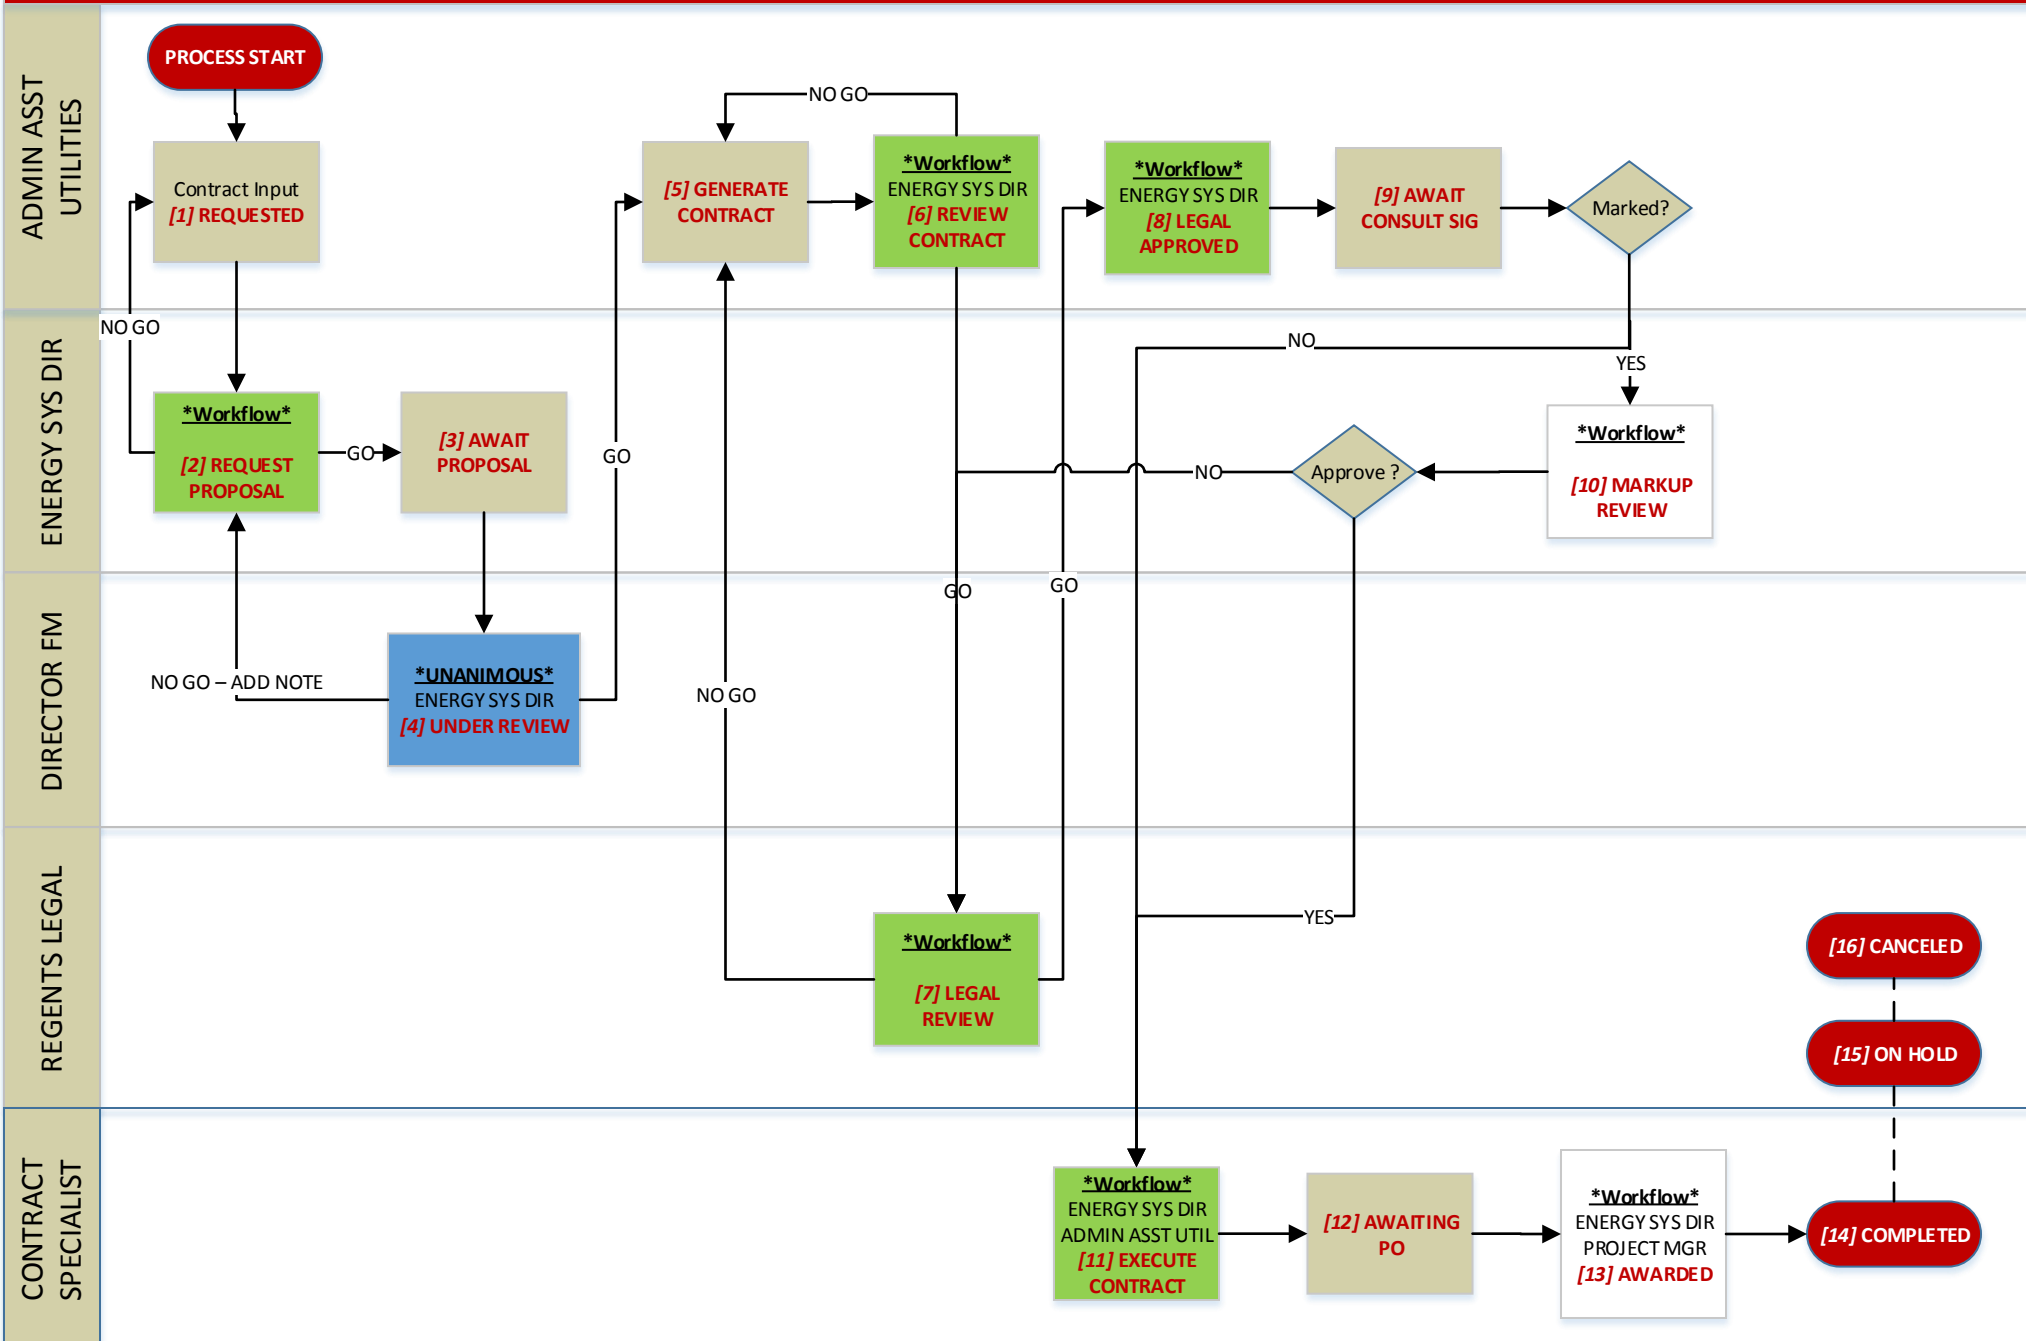 ADMIN ASST
UTILITIES
PROCESS START
Contract Input
[1] REQUESTED
[5] GENERATE
CONTRACT
NO GO
*Workflow*
ENERGY SYS DIR
[6] REVIEW
CONTRACT
*Workflow*
ENERGY SYS DIR
[8] LEGAL
APPROVED
[9] AWAIT
CONSULT SIG
Marked?
ENERGY SYS DIR
NO GO
*Workflow*
[2] REQUEST
PROPOSAL
GO
[3] AWAIT
PROPOSAL
GO
NO
YES
NO
Approve ?
*Workflow*
[10] MARKUP
REVIEW
DIRECTOR FM
NO GO – ADD NOTE
*UNANIMOUS*
ENERGY SYS DIR
[4] UNDER REVIEW
NO GO
GO
GO
REGENTS LEGAL
*Workflow*
[7] LEGAL
REVIEW
YES
[16] CANCELED
[15] ON HOLD
CONTRACT
SPECIALIST
*Workflow*
ENERGY SYS DIR
ADMIN ASST UTIL
[11] EXECUTE
CONTRACT
[12] AWAITING
PO
*Workflow*
ENERGY SYS DIR
PROJECT MGR
[13] AWARDED
[14] COMPLETED